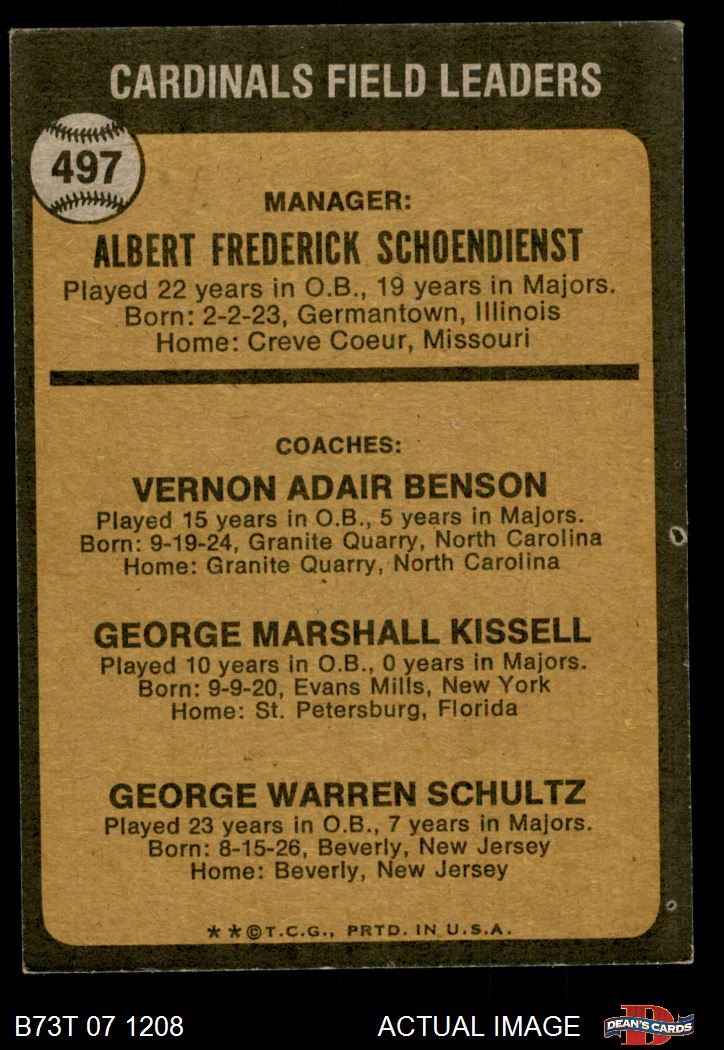 CARDINALS FIELD LEADERS
497
MANAGER:
ALBERT FREDERICK SCHOENDIENST
Played 22 years in O.B., 19 years in Majors.
Born: 2-2-23, Germantown, Illinois
Home: Creve Coeur, Missouri
COACHES:
VERNON ADAIR BENSON
Played 15 years in O.B., 5 years in Majors.
Born: 9-19-24, Granite Quarry, North Carolina
Home: Granite Quarry, North Carolina
GEORGE MARSHALL KISSELL
Played 10 years in O.B., 0 years in Majors.
Born: 9-9-20, Evans Mills, New York
Home: St. Petersburg, Florida
GEORGE WARREN SCHULTZ
Played 23 years in O.B., 7 years in Majors.
Born: 8-15-26, Beverly, New Jersey
Home: Beverly, New Jersey
* * © T.C.G., PRTD. IN U.S.A.
B73T 07 1208 ACTUAL IMAGE D DEAN'S CARDS